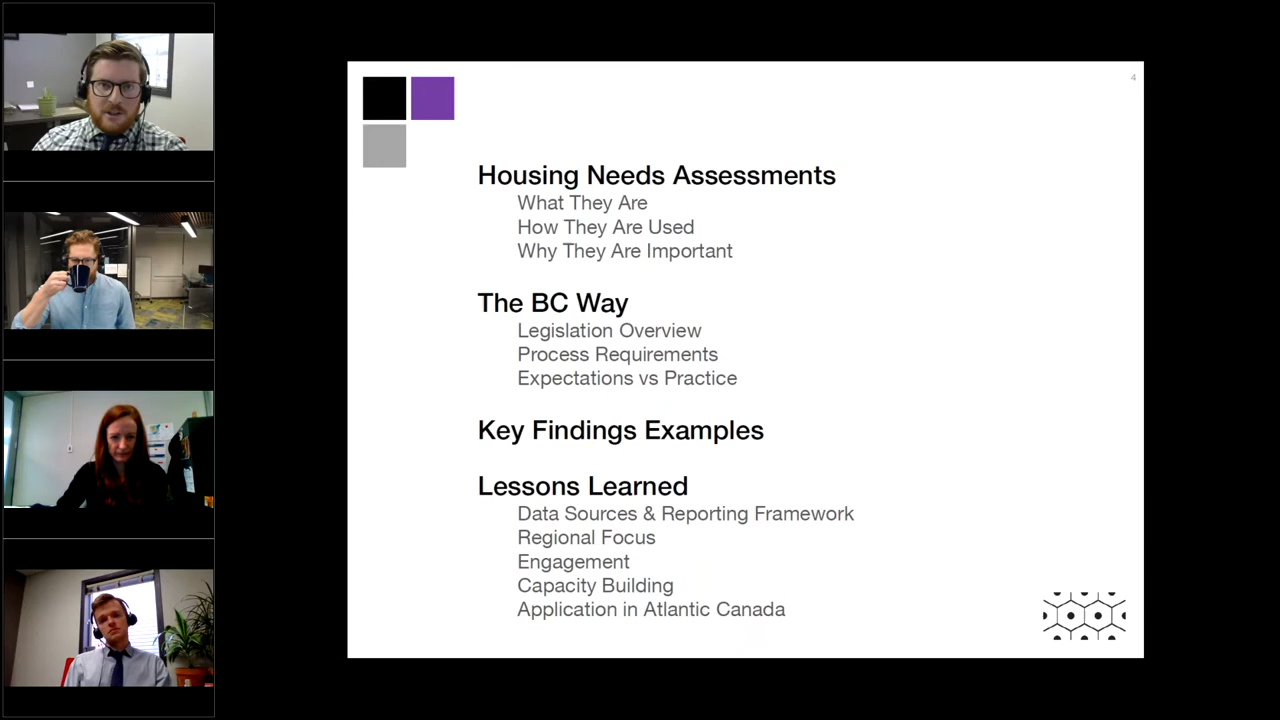 4
Housing Needs Assessments
What They Are
How They Are Used
Why They Are Important
The BC Way
Legislation Overview
Process Requirements
Expectations vs Practice
Key Findings Examples
Lessons Learned
Data Sources & Reporting Framework
Regional Focus
Engagement
Capacity Building
Application in Atlantic Canada